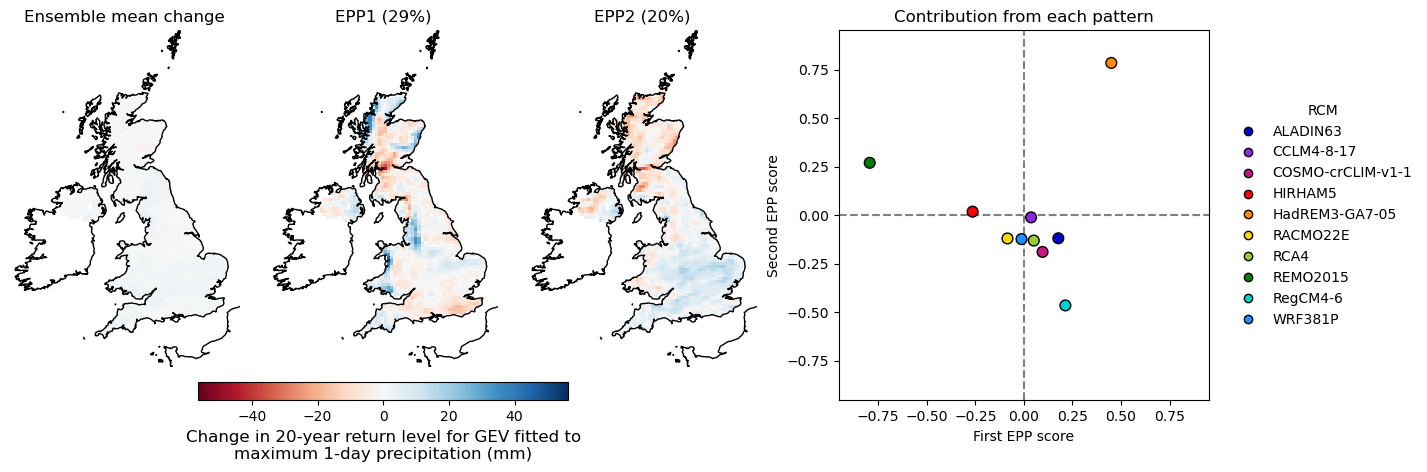 Ensemble mean change
EPP1 (29%)
EPP2 (20%)
−40
−20
0
20
40
Change in 20-year return level for GEV fitted to
maximum 1-day precipitation (mm)
Contribution from each pattern
Second EPP score
0.75
0.50
0.25
0.00
−0.25
−0.50
−0.75
−0.75
−0.50
−0.25
0.00
0.25
0.50
0.75
First EPP score
RCM
ALADIN63
CCLM4-8-17
COSMO-crCLIM-v1-1
HIRHAM5
HadREM3-GA7-05
RACMO22E
RCA4
REMO2015
RegCM4-6
WRF381P